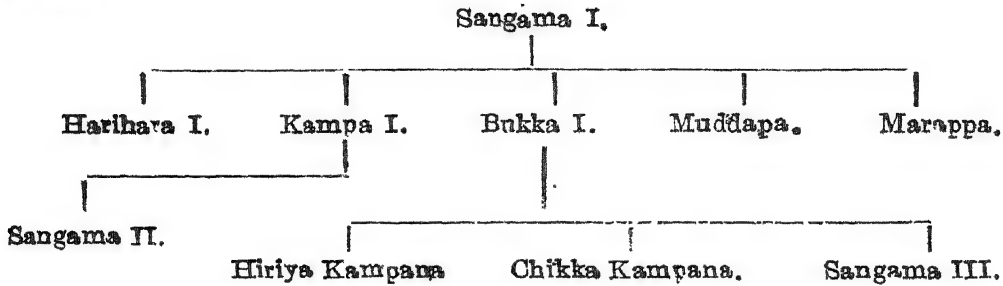 Sangama I.
Harihara I. Kampa I. Bukka I. Muddapa. Marappa.
Sangama II.
Hiriya Kampana Chikka Kampana. Sangama III.